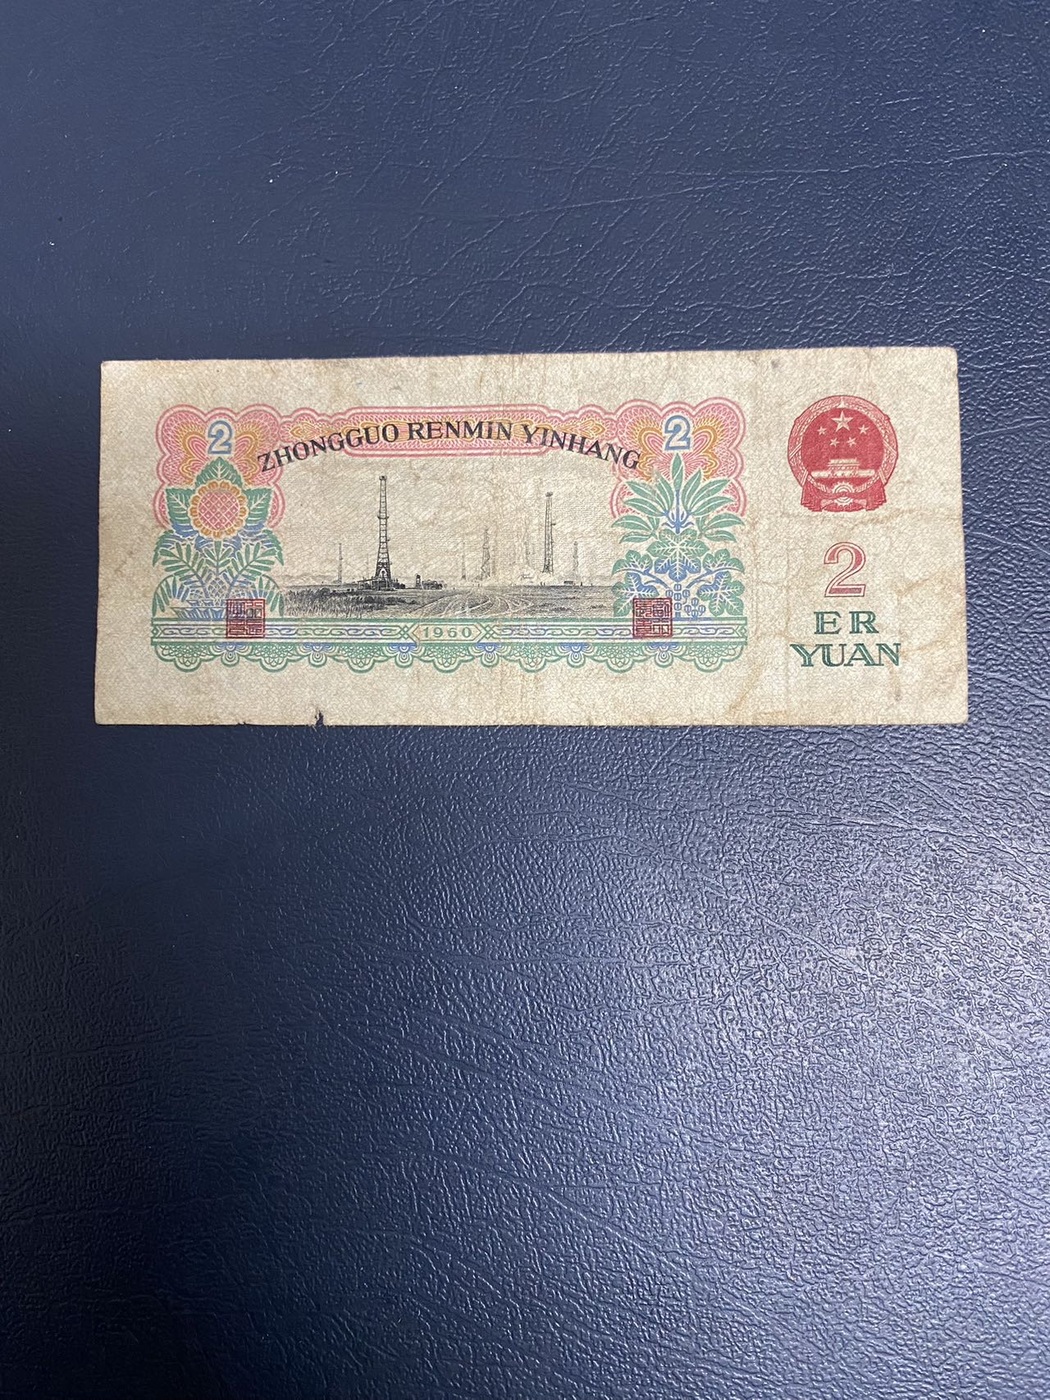 2
2
ZHONGGUO RENMIN YINHANG
1960
2
ER
YUAN